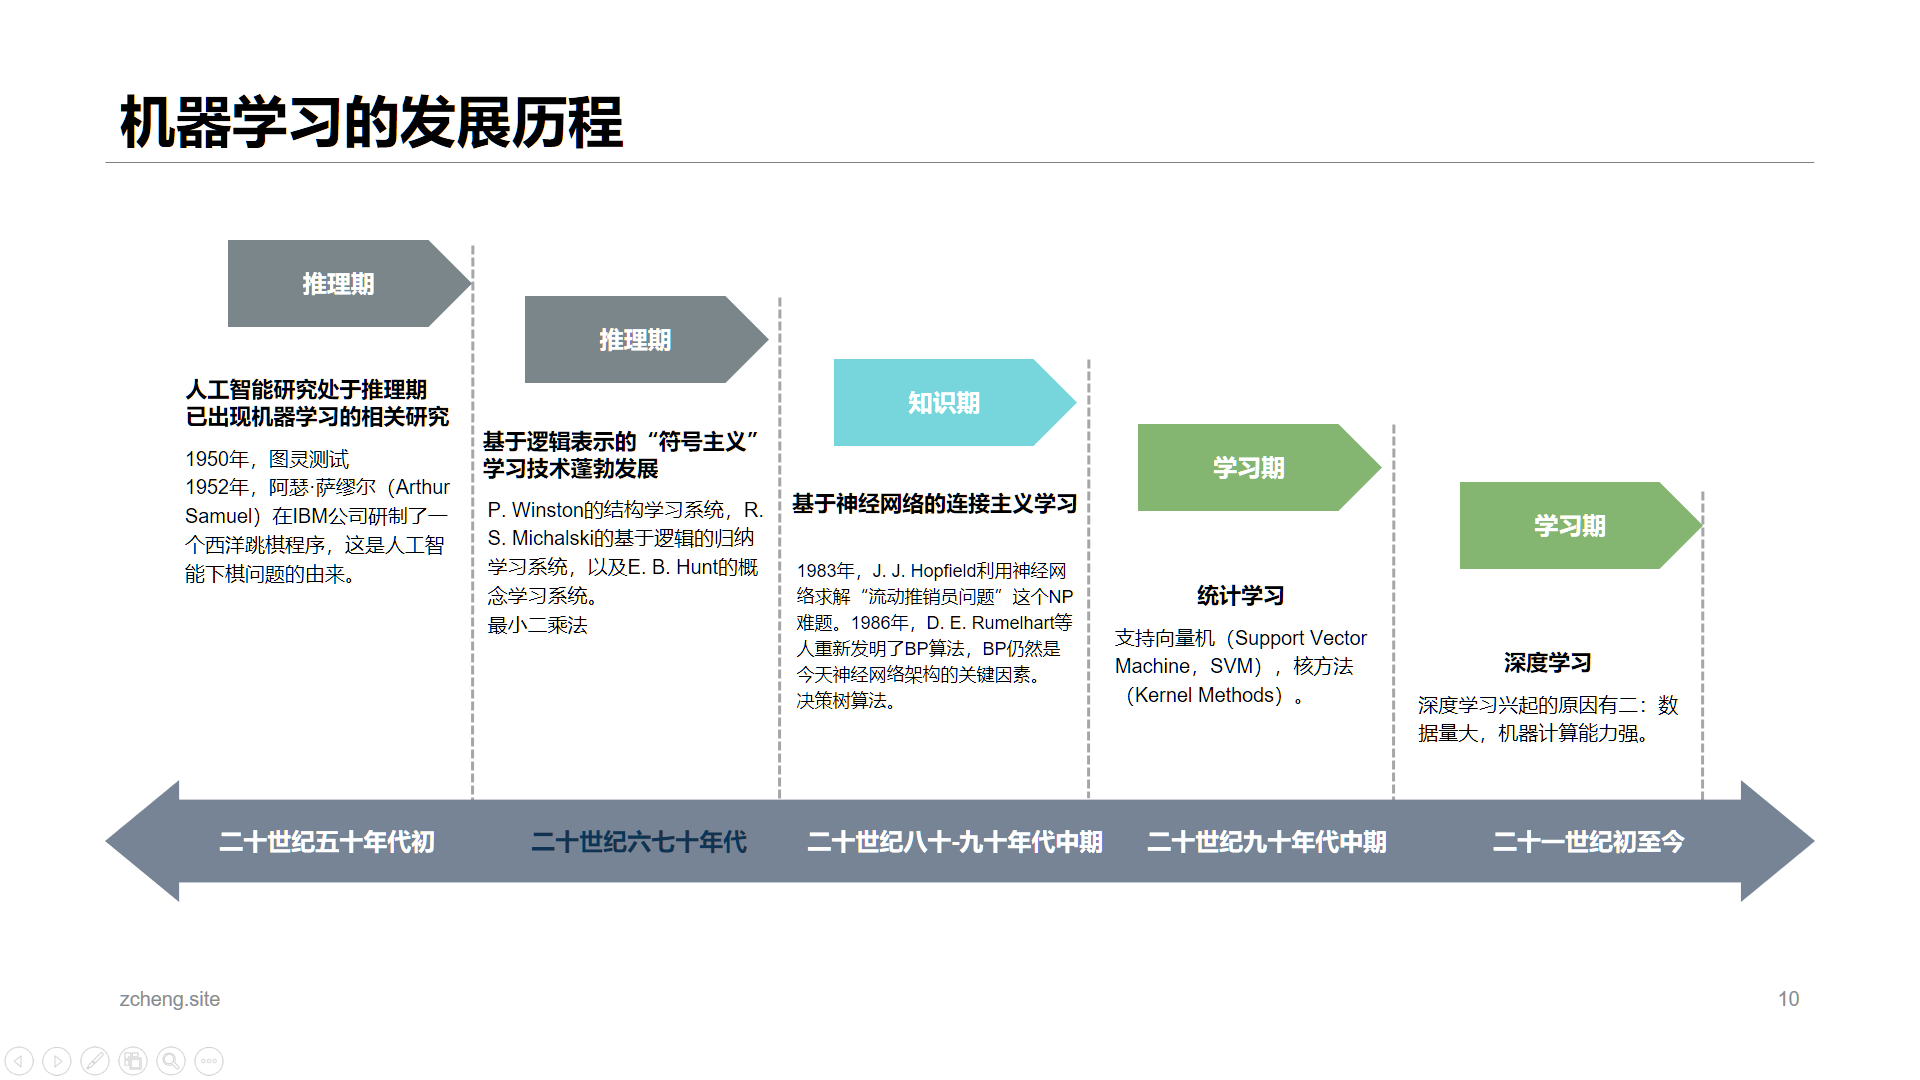 机器学习的发展历程
推理期
人工智能研究处于推理期
已出现机器学习的相关研究
1950年，图灵测试
1952年，阿瑟·萨缪尔（Arthur
Samuel）在IBM公司研制了一
个西洋跳棋程序，这是人工智
能下棋问题的由来。
推理期
基于逻辑表示的“符号主义”
学习技术蓬勃发展
P. Winston的结构学习系统，R.
S. Michalski的基于逻辑的归纳
学习系统，以及E. B. Hunt的概
念学习系统。
最小二乘法
知识期
基于神经网络的连接主义学习
1983年，J. J. Hopfield利用神经网
络求解“流动推销员问题”这个NP
难题。1986年，D. E. Rumelhart等
人重新发明了BP算法，BP仍然是
今天神经网络架构的关键因素。
决策树算法。
学习期
统计学习
支持向量机（Support Vector
Machine，SVM），核方法
（Kernel Methods）。
学习期
深度学习
深度学习兴起的原因有二：数
据量大，机器计算能力强。
二十世纪五十年代初
二十世纪六七十年代
二十世纪八十-九十年代中期
二十世纪九十年代中期
二十一世纪初至今
zcheng.site
10